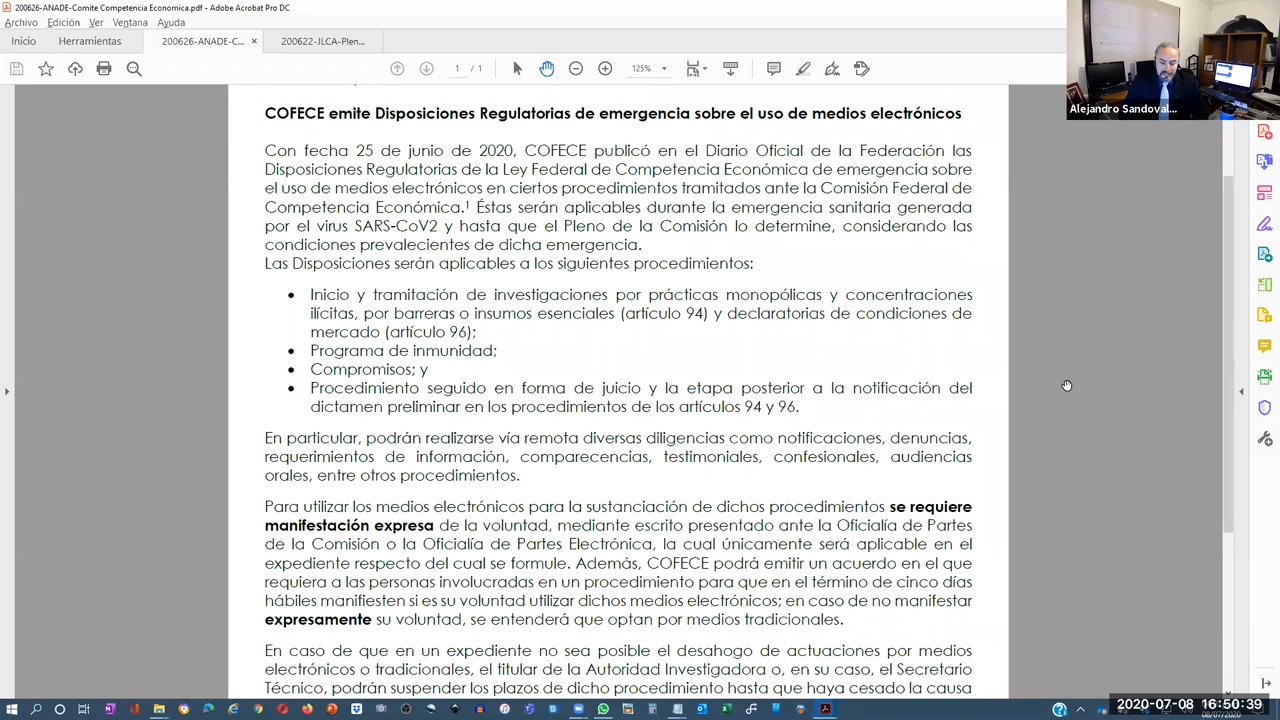 200626-ANADE-Comite Competencia Economica.pdf - Adobe Acrobat Pro DC
Archivo Edición Ver Ventana Ayuda
Inicio Herramientas 200626-ANADE-C... × 200622-JLCA-Plen...
/ 1 125%
Alejandro Sandoval...
COFECE emite Disposiciones Regulatorias de emergencia sobre el uso de medios electrónicos
Con fecha 25 de junio de 2020, COFECE publicó en el Diario Oficial de la Federación las
Disposiciones Regulatorias de la Ley Federal de Competencia Económica de emergencia sobre
el uso de medios electrónicos en ciertos procedimientos tramitados ante la Comisión Federal de
Competencia Económica.¹ Éstas serán aplicables durante la emergencia sanitaria generada
por el virus SARS-CoV2 y hasta que el Pleno de la Comisión lo determine, considerando las
condiciones prevalecientes de dicha emergencia.
Las Disposiciones serán aplicables a los siguientes procedimientos:
• Inicio y tramitación de investigaciones por prácticas monopólicas y concentraciones
ilícitas, por barreras o insumos esenciales (artículo 94) y declaratorias de condiciones de
mercado (artículo 96);
• Programa de inmunidad;
• Compromisos; y
• Procedimiento seguido en forma de juicio y la etapa posterior a la notificación del
dictamen preliminar en los procedimientos de los artículos 94 y 96.
En particular, podrán realizarse vía remota diversas diligencias como notificaciones, denuncias,
requerimientos de información, comparecencias, testimoniales, confesionales, audiencias
orales, entre otros procedimientos.
Para utilizar los medios electrónicos para la sustanciación de dichos procedimientos se requiere
manifestación expresa de la voluntad, mediante escrito presentado ante la Oficialía de Partes
de la Comisión o la Oficialía de Partes Electrónica, la cual únicamente será aplicable en el
expediente respecto del cual se formule. Además, COFECE podrá emitir un acuerdo en el que
requiera a las personas involucradas en un procedimiento para que en el término de cinco días
hábiles manifiesten si es su voluntad utilizar dichos medios electrónicos; en caso de no manifestar
expresamente su voluntad, se entenderá que optan por medios tradicionales.
En caso de que en un expediente no sea posible el desahogo de actuaciones por medios
electrónicos o tradicionales, el titular de la Autoridad Investigadora o, en su caso, el Secretario
Técnico, podrán suspender los plazos de dicho procedimiento hasta que haya cesado la causa
2020-07-08 16:50:39
08/07/2020